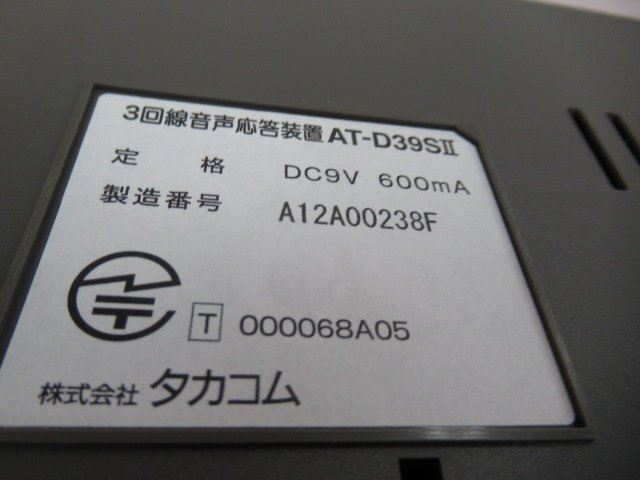 3回線音声応答装置 AT-D39SII
定格 DC9V 600mA
製造番号 A12A00238F
T 000068A05
株式会社 タカコム